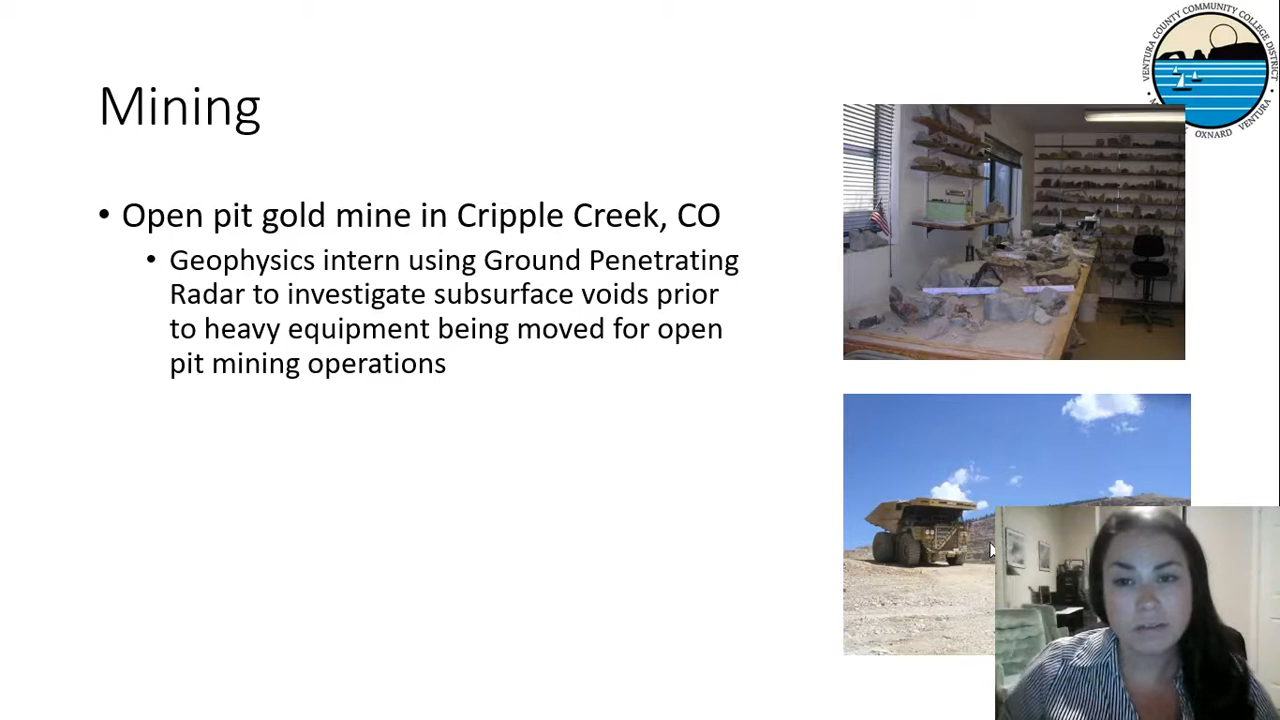 VENTURA COUNTY COMMUNITY COLLEGE DISTRICT
OXNARD
VENTURA
Mining
• Open pit gold mine in Cripple Creek, CO
• Geophysics intern using Ground Penetrating
Radar to investigate subsurface voids prior
to heavy equipment being moved for open
pit mining operations